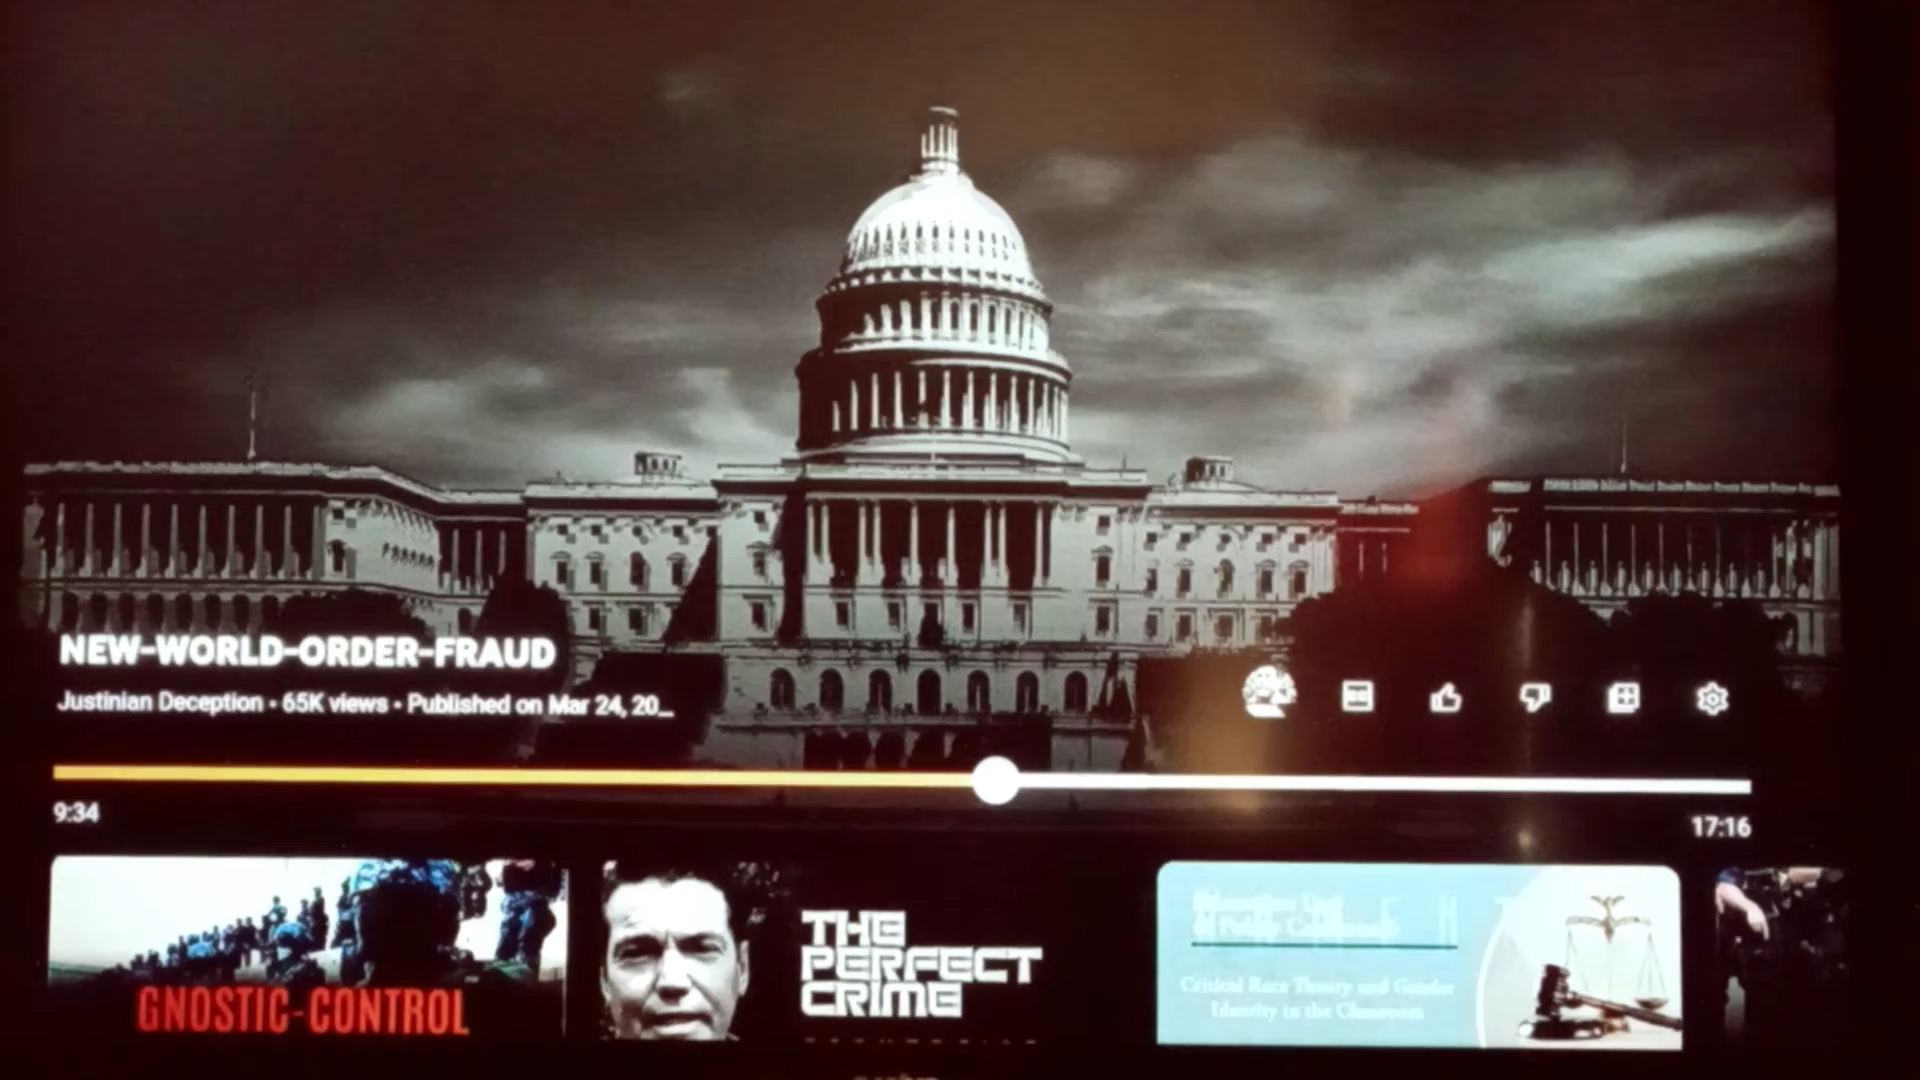 NEW-WORLD-ORDER-FRAUD
Justinian Deception • 65K views • Published on Mar 24, 20_
9:34
17:16
GNOSTIC-CONTROL
THE
PERFECT
CRIME
Critical Race Theory and Gender
Identity in the Classroom